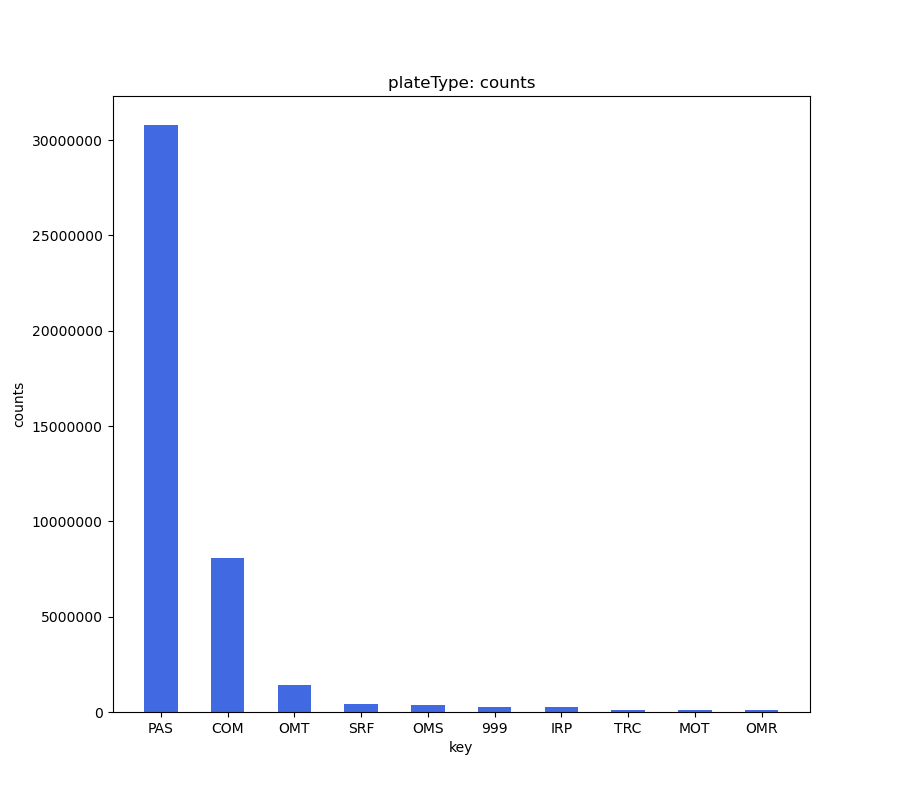 plateType: counts
30000000
25000000
20000000
15000000
10000000
5000000
0
counts
PAS COM OMT SRF OMS 999 IRP TRC MOT OMR
key